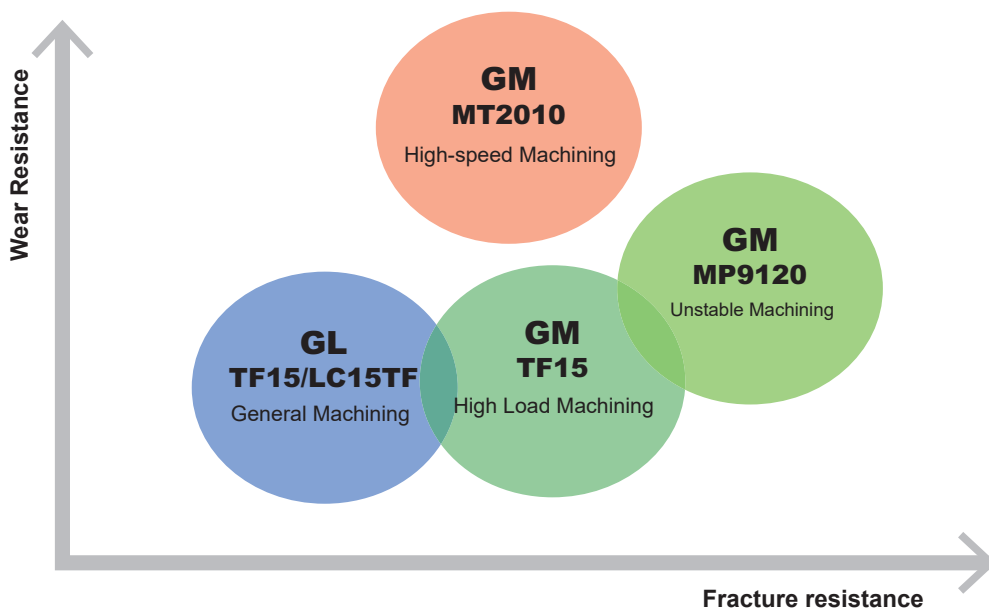 Wear Resistance
GM
MT2010
High-speed Machining
GM
MP9120
Unstable Machining
GL
TF15/LC15TF
General Machining
GM
TF15
High Load Machining
Fracture resistance